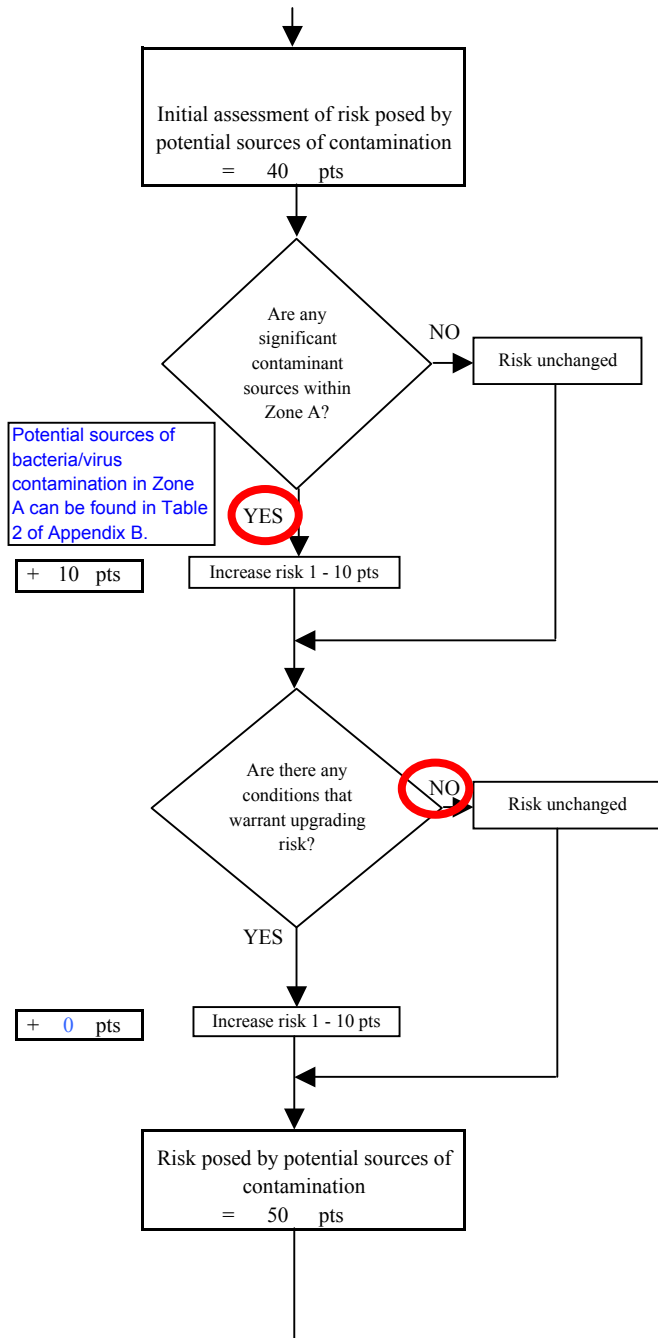 Initial assessment of risk posed by
potential sources of contamination
= 40 pts
Are any
significant
contaminant
sources within
Zone A?
NO
Risk unchanged
Potential sources of
bacteria/virus
contamination in Zone
A can be found in Table
2 of Appendix B.
YES
+ 10 pts
Increase risk 1 - 10 pts
Are there any
conditions that
warrant upgrading
risk?
NO
Risk unchanged
YES
+ 0 pts
Increase risk 1 - 10 pts
Risk posed by potential sources of
contamination
= 50 pts